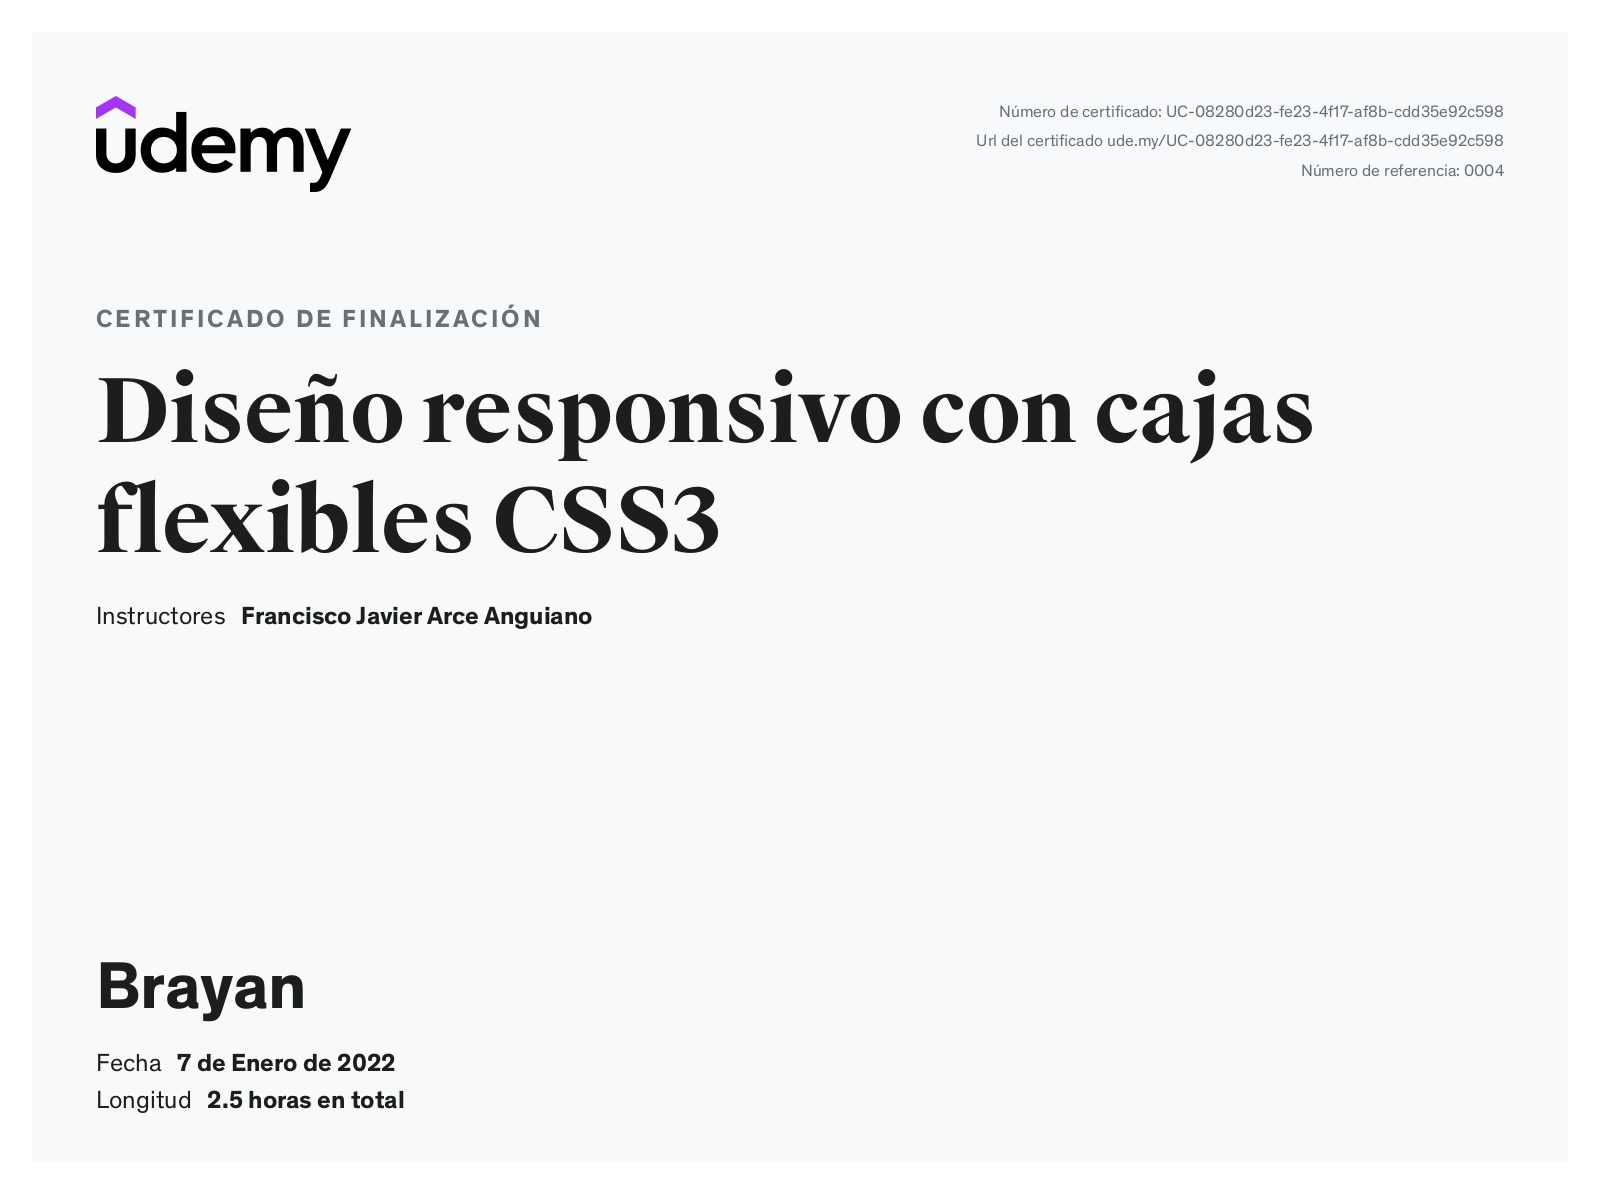 udemy
Número de certificado: UC-08280d23-fe23-4f17-af8b-cdd35e92c598
Url del certificado ude.my/UC-08280d23-fe23-4f17-af8b-cdd35e92c598
Número de referencia: 0004
CERTIFICADO DE FINALIZACIÓN
Diseño responsivo con cajas
flexibles CSS3
Instructores Francisco Javier Arce Anguiano
Brayan
Fecha 7 de Enero de 2022
Longitud 2.5 horas en total